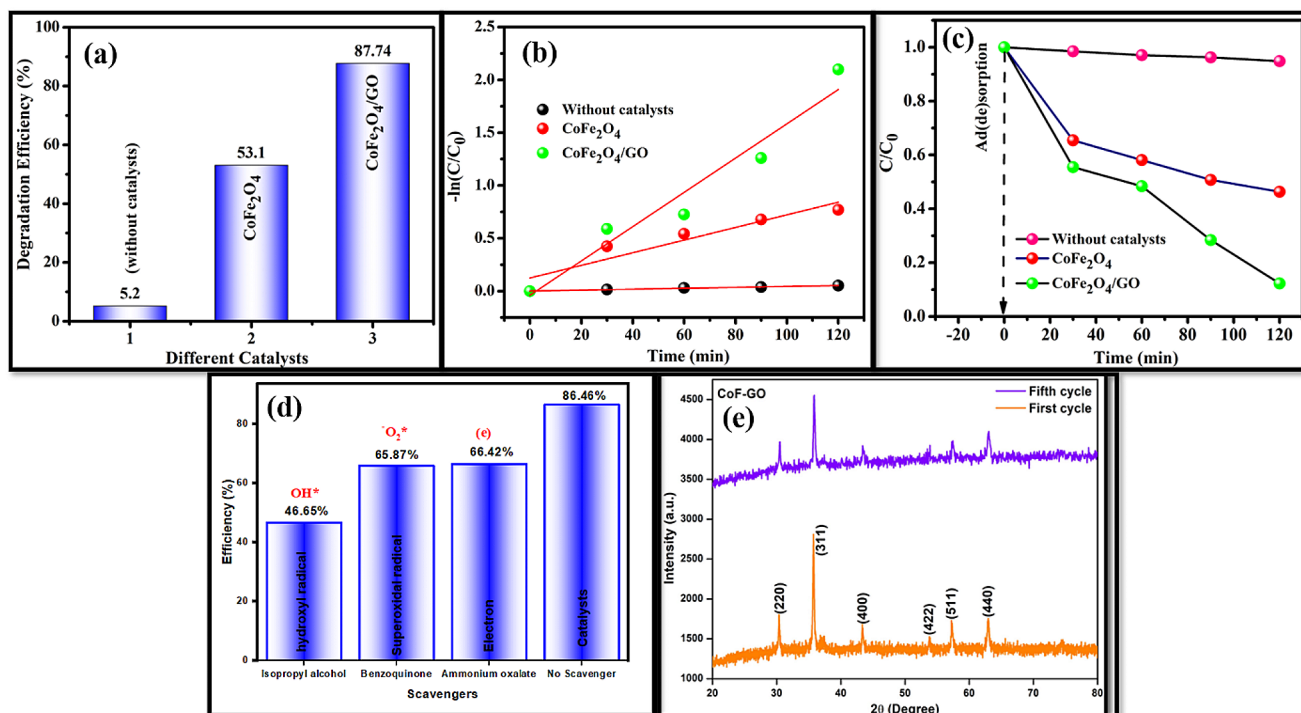 (a)
Degradation Efficiency (%)
100
80
60
40
20
0
5.2
53.1
87.74
(without catalysts)
CoFe₂O₄
CoFe₂O₄/GO
1
2
3
Different Catalysts
(b)
-ln(C/C₀)
2.5
2.0
1.5
1.0
0.5
0.0
Without catalysts
CoFe₂O₄
CoFe₂O₄/GO
0
20
40
60
80
100
120
Time (min)
(c)
C/C₀
1.0
0.8
0.6
0.4
0.2
0.0
Ad(de)sorption
Without catalysts
CoFe₂O₄
CoFe₂O₄/GO
-20
0
20
40
60
80
100
120
Time (min)
(d)
Efficiency (%)
80
60
40
20
0
OH*
46.65%
⁻O₂*
65.87%
(e)
66.42%
86.46%
hydroxyl radical
Superoxidal radical
Electron
Catalysts
Isopropyl alcohol
Benzoquinone
Ammonium oxalate
No Scavenger
Scavengers
CoF-GO
(e)
Fifth cycle
First cycle
Intensity (a.u.)
4500
4000
3500
3000
2500
2000
1500
1000
(220)
(311)
(400)
(422)
(511)
(440)
20
30
40
50
60
70
80
2θ (Degree)